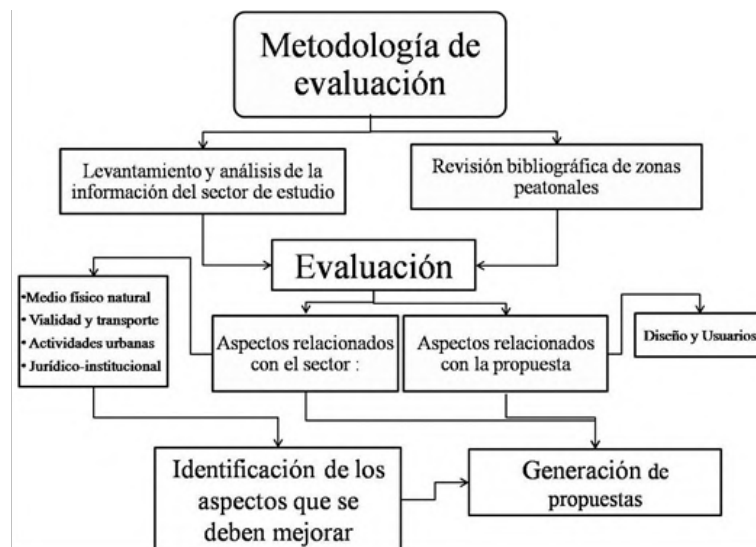 Metodología de
evaluación
Levantamiento y análisis de la
información del sector de estudio
Revisión bibliográfica de zonas
peatonales
Evaluación
•Medio físico natural
•Vialidad y transporte
•Actividades urbanas
•Jurídico-institucional
Aspectos relacionados
con el sector :
Aspectos relacionados
con la propuesta
Diseño y Usuarios
Identificación de los
aspectos que se
deben mejorar
Generación de
propuestas